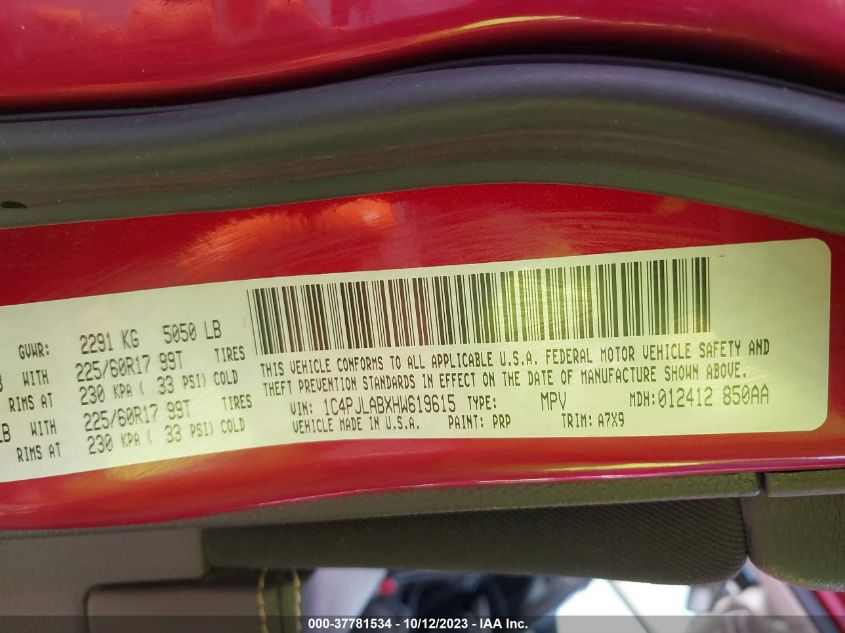 GVWR: 2291 KG 5050 LB
B WITH 225/60R17 99T TIRES
RIMS AT 230 KPA ( 33 PSI) COLD
LB WITH 225/60R17 99T TIRES
RIMS AT 230 KPA ( 33 PSI) COLD
THIS VEHICLE CONFORMS TO ALL APPLICABLE U.S.A. FEDERAL MOTOR VEHICLE SAFETY AND
THEFT PREVENTION STANDARDS IN EFFECT ON THE DATE OF MANUFACTURE SHOWN ABOVE.
VIN: 1C4PJLABXHW619615 TYPE: MPV MDH: 012412 850AA
VEHICLE MADE IN U.S.A. PAINT: PRP TRIM: A7X9
000-37781534 - 10/12/2023 - IAA Inc.